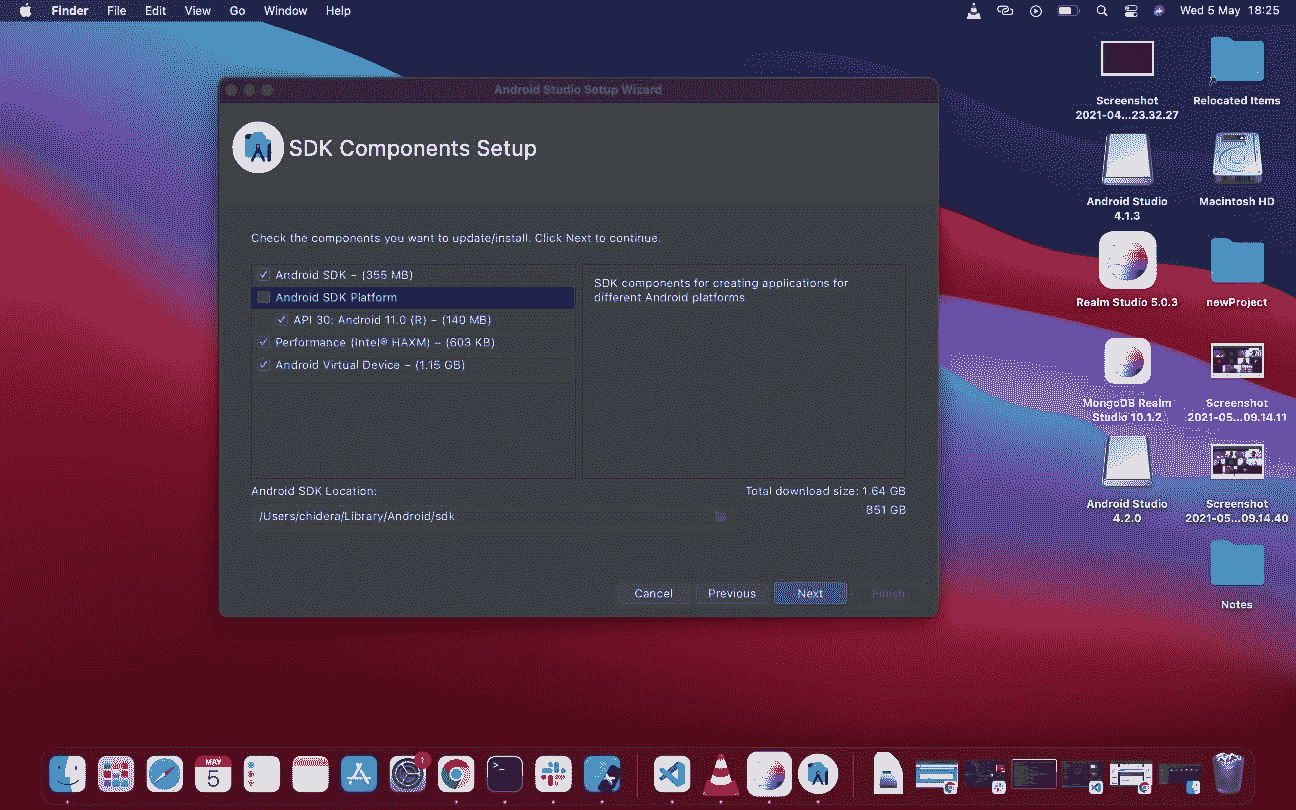 Finder File Edit View Go Window Help
Wed 5 May 18:25
Android Studio Setup Wizard
SDK Components Setup
Check the components you want to update/install. Click Next to continue.
Android SDK – (355 MB)
Android SDK Platform
API 30: Android 11.0 (R) – (140 MB)
Performance (Intel® HAXM) – (603 KB)
Android Virtual Device – (1.15 GB)
SDK components for creating applications for
different Android platforms
Android SDK Location:
/Users/chidera/Library/Android/sdk
Total download size: 1.64 GB
851 GB
Cancel
Previous
Next
Finish
Screenshot
2021-04...23.32.27
Relocated Items
Android Studio
4.1.3
Macintosh HD
Realm Studio 5.0.3
newProject
MongoDB Realm
Studio 10.1.2
Screenshot
2021-05...09.14.11
Android Studio
4.2.0
Screenshot
2021-05...09.14.40
Notes
MAY
5
1